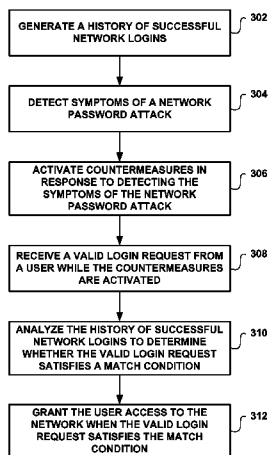 GENERATE A HISTORY OF SUCCESSFUL
NETWORK LOGINS
302
DETECT SYMPTOMS OF A NETWORK
PASSWORD ATTACK
304
ACTIVATE COUNTERMEASURES IN
RESPONSE TO DETECTING THE
SYMPTOMS OF THE NETWORK
PASSWORD ATTACK
306
RECEIVE A VALID LOGIN REQUEST FROM
A USER WHILE THE COUNTERMEASURES
ARE ACTIVATED
308
ANALYZE THE HISTORY OF SUCCESSFUL
NETWORK LOGINS TO DETERMINE
WHETHER THE VALID LOGIN REQUEST
SATISFIES A MATCH CONDITION
310
GRANT THE USER ACCESS TO THE
NETWORK WHEN THE VALID LOGIN
REQUEST SATISFIES THE MATCH
CONDITION
312